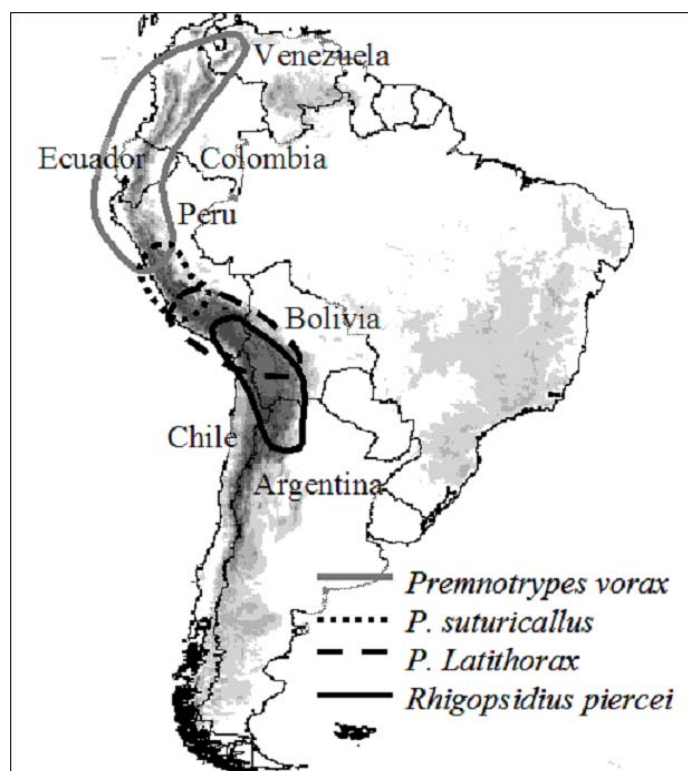 Venezuela
Ecuador
Colombia
Peru
Bolivia
Chile
Argentina
Premnotrypes vorax
P. suturicallus
P. Latithorax
Rhigopsidius piercei